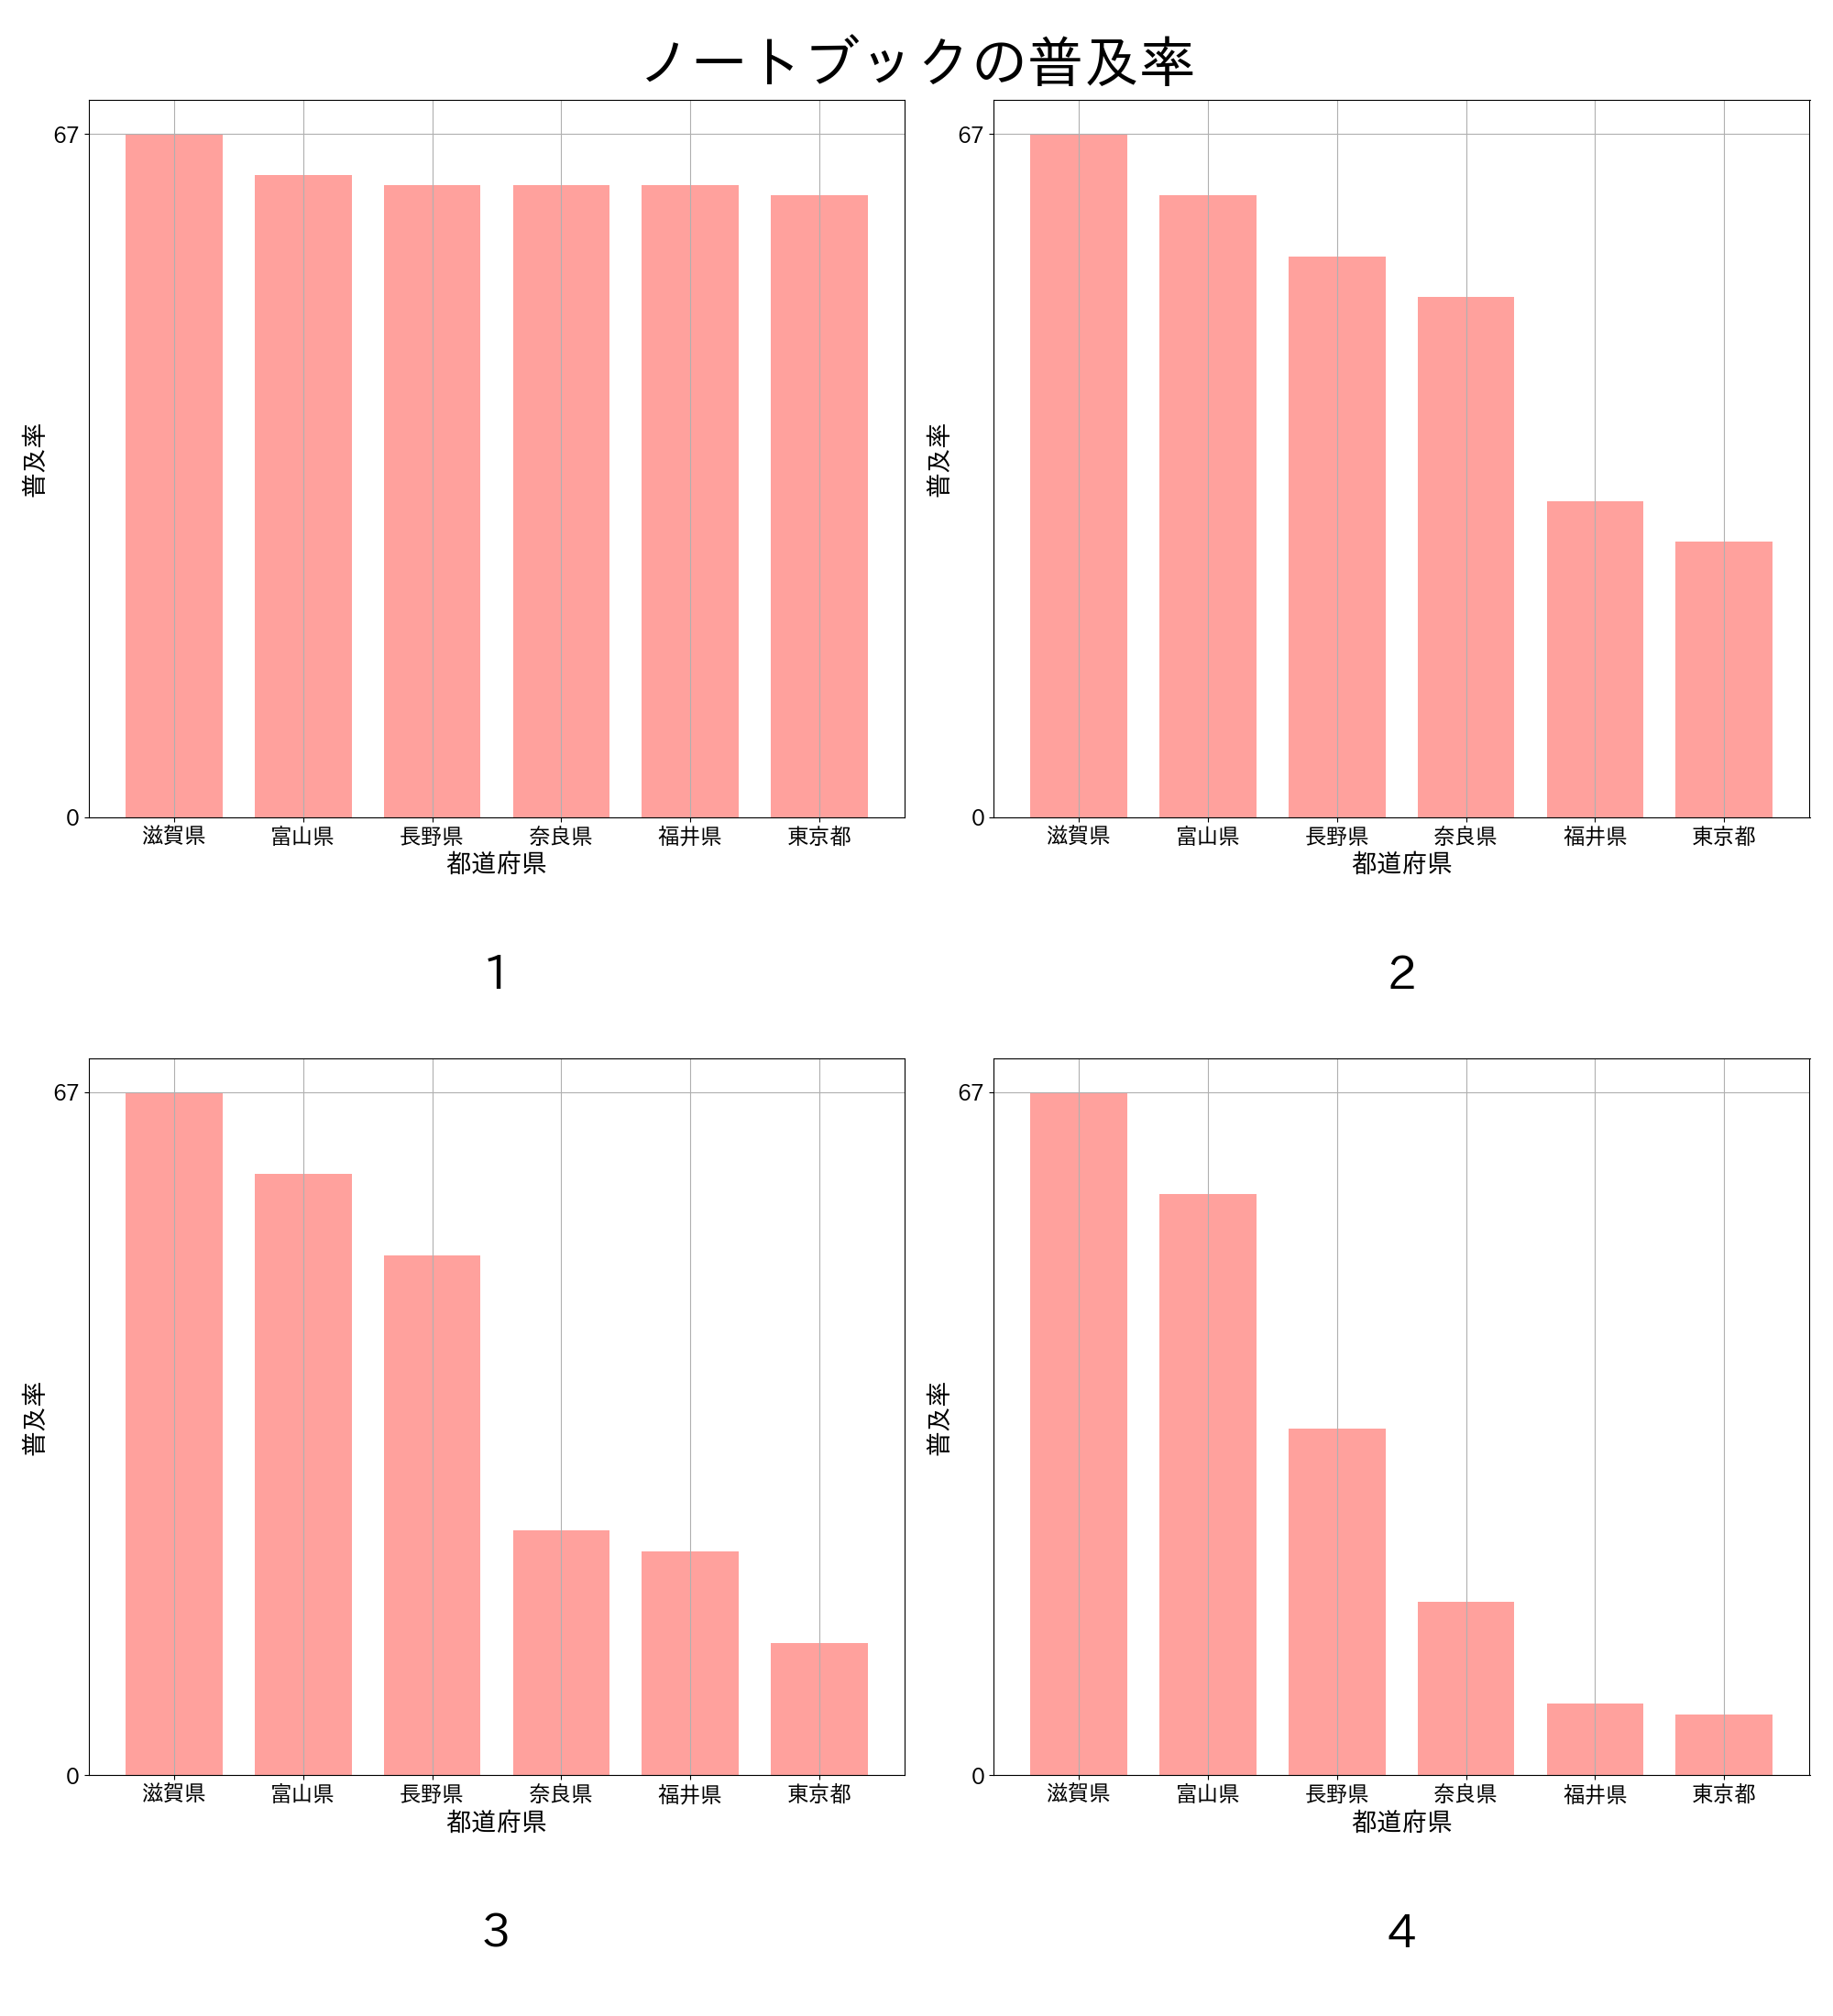 ノートブックの普及率
67
0
普及率
滋賀県 富山県 長野県 奈良県 福井県 東京都
都道府県
1
67
0
普及率
滋賀県 富山県 長野県 奈良県 福井県 東京都
都道府県
2
67
0
普及率
滋賀県 富山県 長野県 奈良県 福井県 東京都
都道府県
3
67
0
普及率
滋賀県 富山県 長野県 奈良県 福井県 東京都
都道府県
4